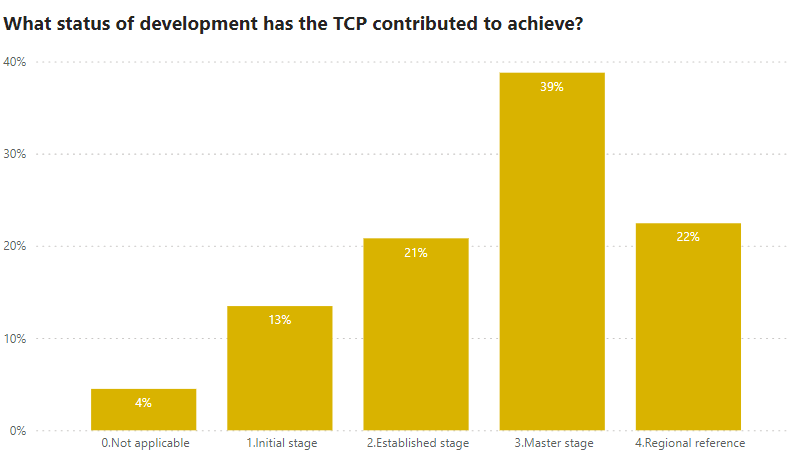 What status of development has the TCP contributed to achieve?
40%
30%
20%
10%
0%
4%
13%
21%
39%
22%
0.Not applicable
1.Initial stage
2.Established stage
3.Master stage
4.Regional reference